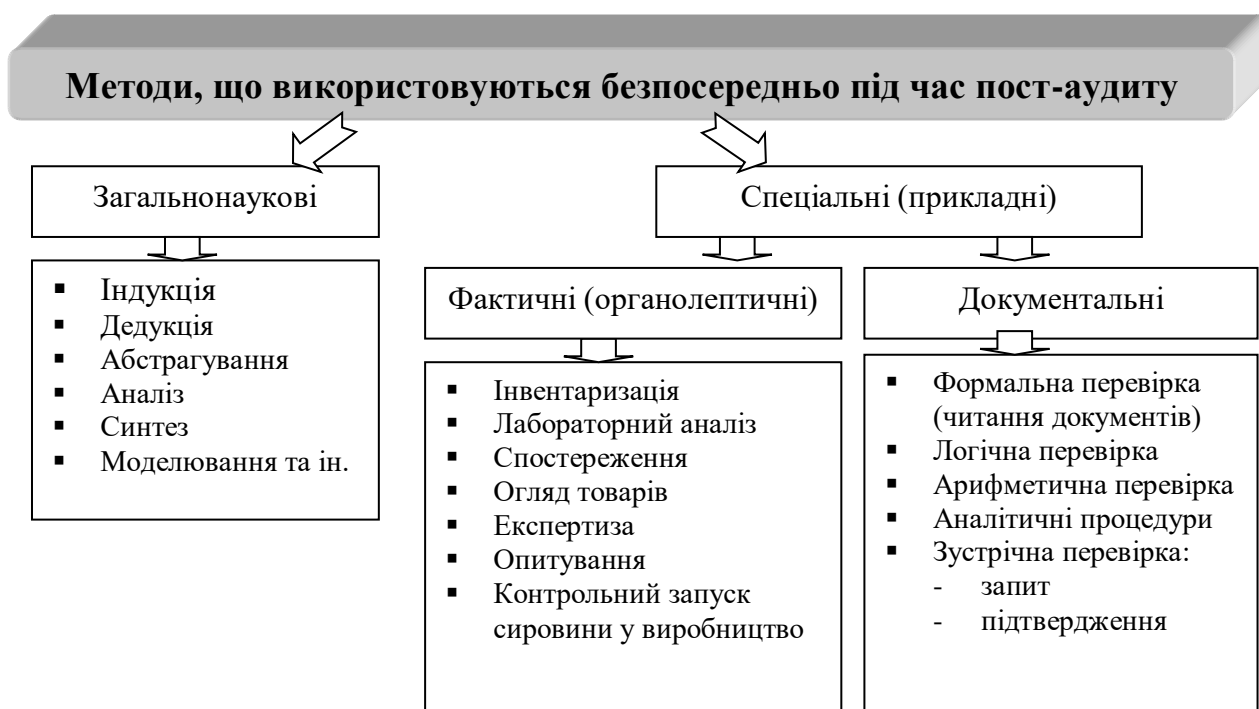 Методи, що використовуються безпосередньо під час пост-аудиту
Загальнонаукові
Спеціальні (прикладні)
▪ Індукція
▪ Дедукція
▪ Абстрагування
▪ Аналіз
▪ Синтез
▪ Моделювання та ін.
Фактичні (органолептичні)
Документальні
▪ Інвентаризація
▪ Лабораторний аналіз
▪ Спостереження
▪ Огляд товарів
▪ Експертиза
▪ Опитування
▪ Контрольний запуск
сировини у виробництво
▪ Формальна перевірка
(читання документів)
▪ Логічна перевірка
▪ Арифметична перевірка
▪ Аналітичні процедури
▪ Зустрічна перевірка:
- запит
- підтвердження